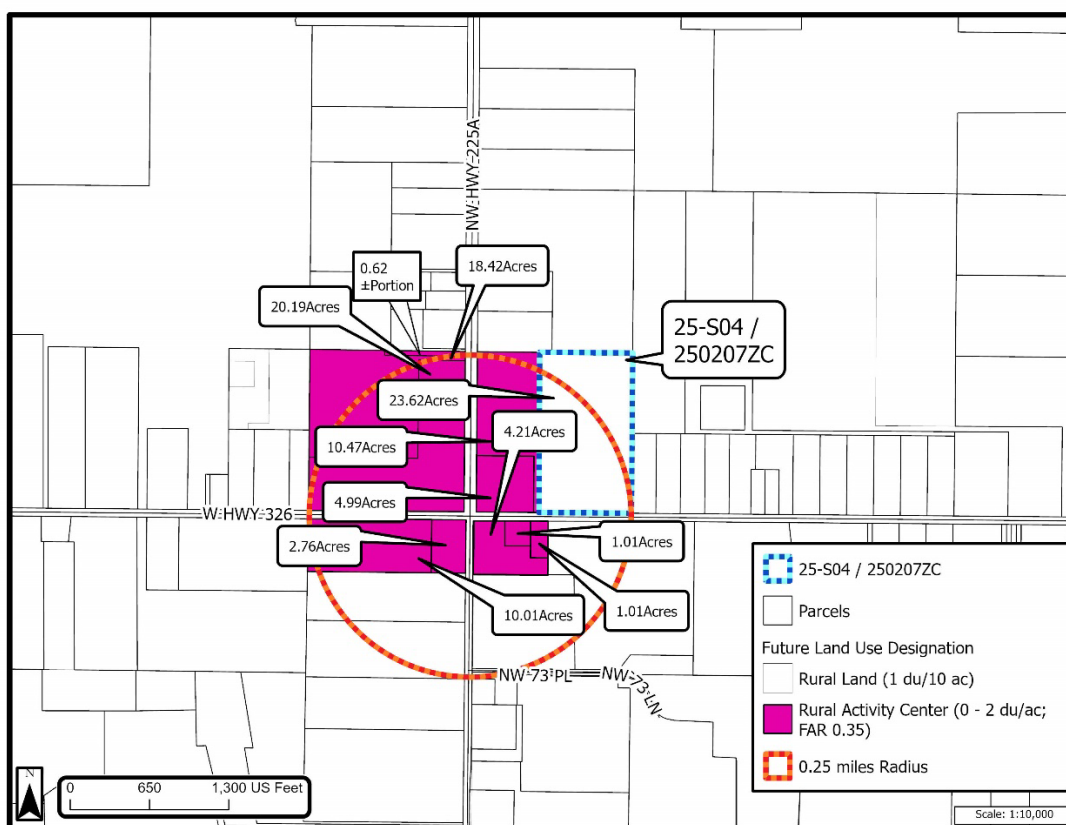 NW HWY 225A
0.62
±Portion
18.42Acres
20.19Acres
25-S04 /
250207ZC
23.62Acres
4.21Acres
10.47Acres
4.99Acres
W HWY 326
2.76Acres
1.01Acres
10.01Acres
1.01Acres
NW 73 PL
NW 73 LN
25-S04 / 250207ZC
Parcels
Future Land Use Designation
Rural Land (1 du/10 ac)
Rural Activity Center (0 - 2 du/ac;
FAR 0.35)
0.25 miles Radius
N
0 650 1,300 US Feet
Scale: 1:10,000